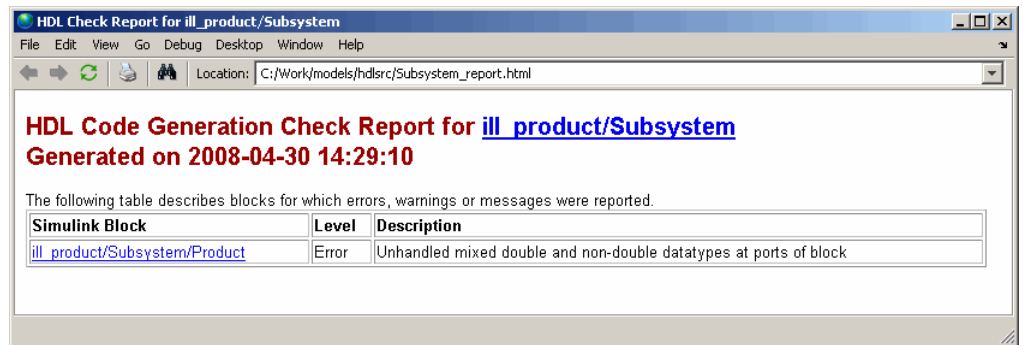 HDL Check Report for ill_product/Subsystem
File Edit View Go Debug Desktop Window Help
Location: C:/Work/models/hdlsrc/Subsystem_report.html
HDL Code Generation Check Report for ill_product/Subsystem
Generated on 2008-04-30 14:29:10
The following table describes blocks for which errors, warnings or messages were reported.
Simulink Block Level Description
ill_product/Subsystem/Product Error Unhandled mixed double and non-double datatypes at ports of block